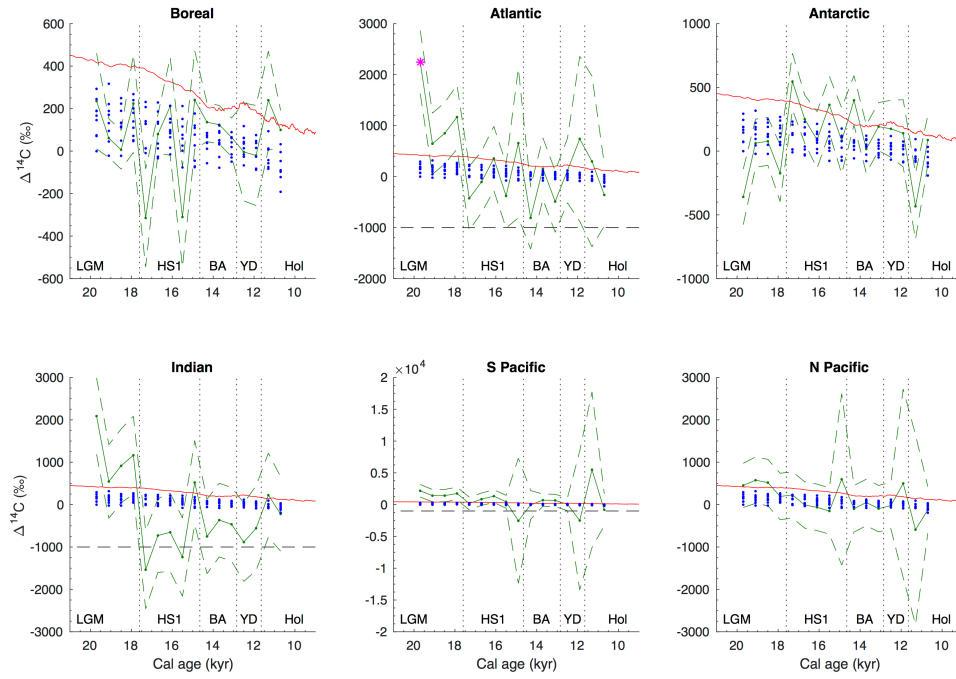 Boreal
Atlantic
Antarctic
600
400
200
0
-200
-400
-600
Δ 14C (‰)
LGM HS1 BA YD Hol
20 18 16 14 12 10
3000
2000
1000
0
-1000
-2000
LGM HS1 BA YD Hol
20 18 16 14 12 10
1000
500
0
-500
-1000
LGM HS1 BA YD Hol
20 18 16 14 12 10
Indian
S Pacific
N Pacific
3000
2000
1000
0
-1000
-2000
-3000
Δ 14C (‰)
LGM HS1 BA YD Hol
20 18 16 14 12 10
Cal age (kyr)
×10^4
2
1.5
1
0.5
0
-0.5
-1
-1.5
-2
LGM HS1 BA YD Hol
20 18 16 14 12 10
Cal age (kyr)
3000
2000
1000
0
-1000
-2000
-3000
LGM HS1 BA YD Hol
20 18 16 14 12 10
Cal age (kyr)